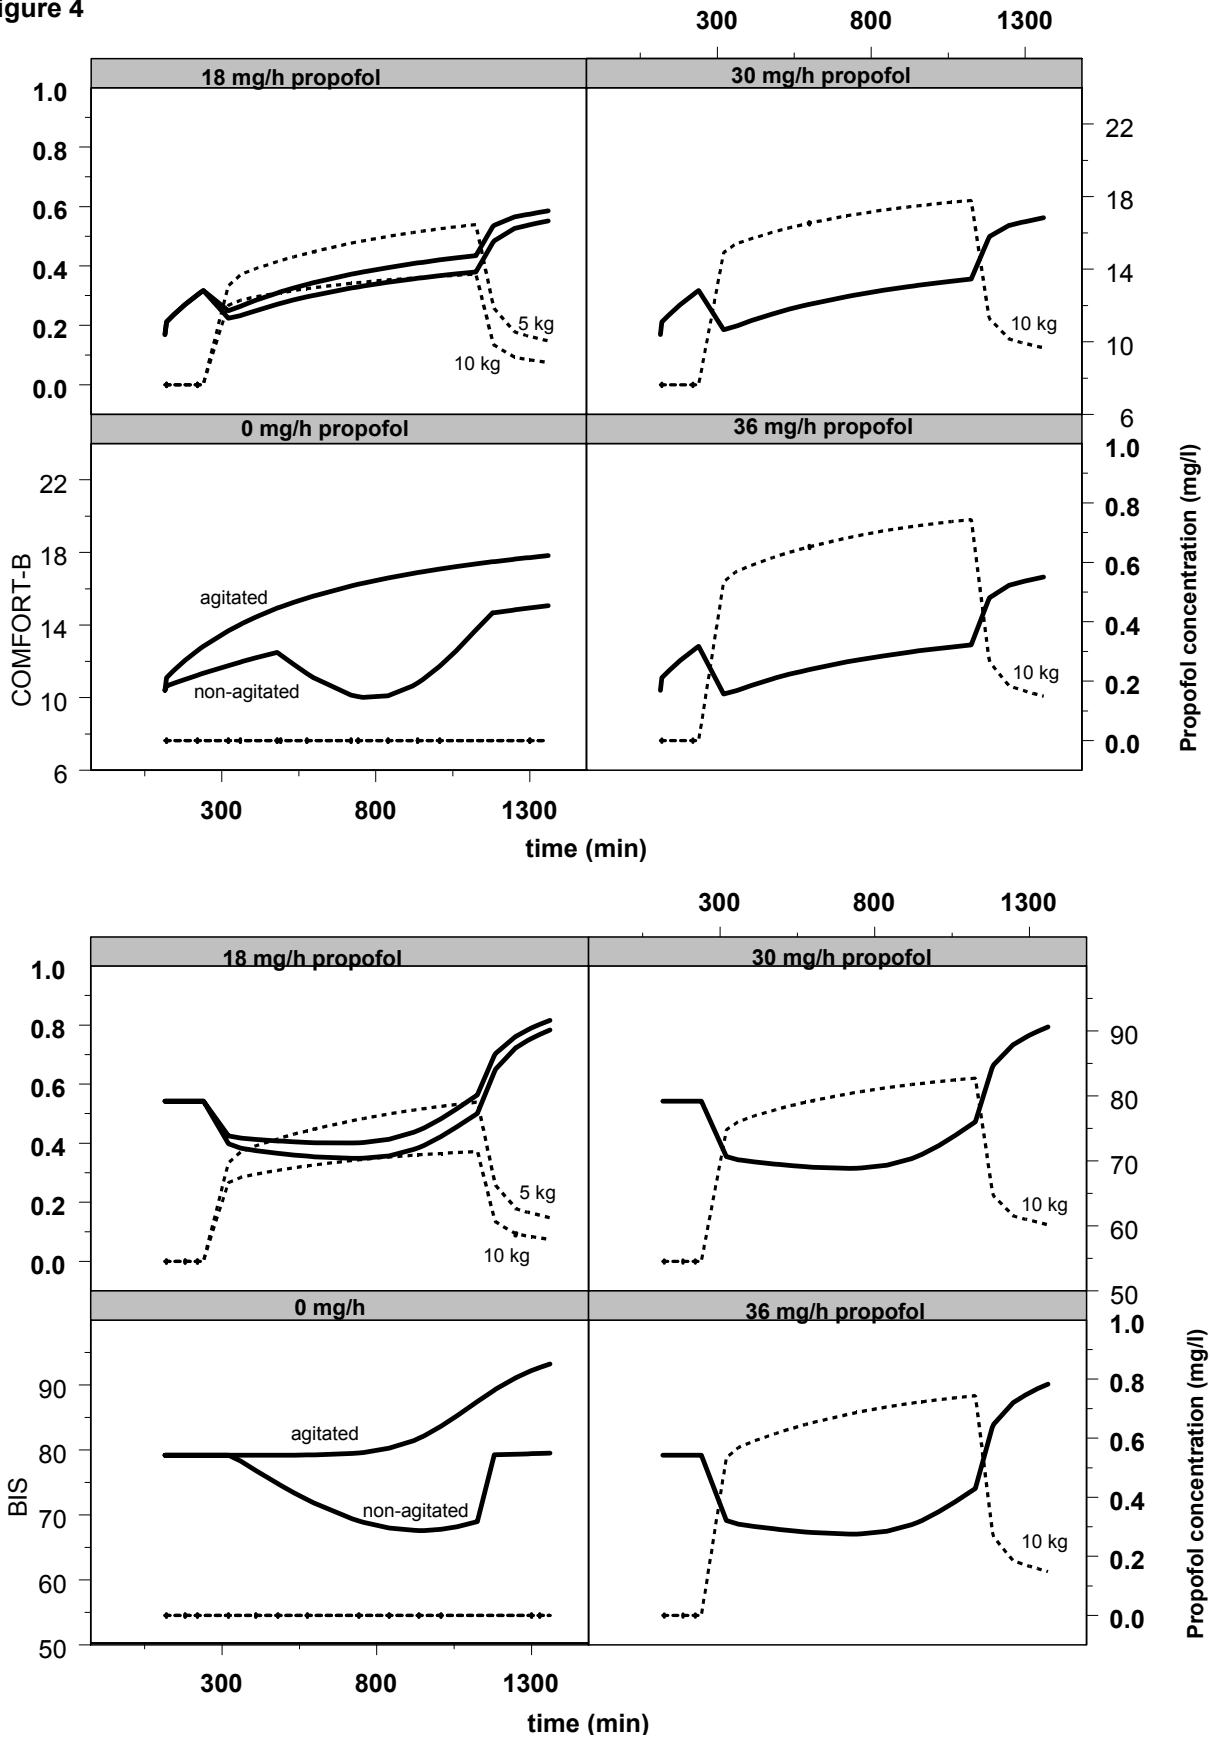 igure 4
300 800 1300
18 mg/h propofol 30 mg/h propofol
1.0
0.8
0.6
0.4
0.2
0.0
5 kg
10 kg
10 kg
22
18
14
10
6
0 mg/h propofol 36 mg/h propofol
22
18
14
10
6
COMFORT-B
agitated
non-agitated
10 kg
1.0
0.8
0.6
0.4
0.2
0.0
Propofol concentration (mg/l)
300 800 1300
time (min)
300 800 1300
18 mg/h propofol 30 mg/h propofol
1.0
0.8
0.6
0.4
0.2
0.0
5 kg
10 kg
10 kg
90
80
70
60
50
0 mg/h 36 mg/h propofol
90
80
70
60
50
BIS
agitated
non-agitated
10 kg
1.0
0.8
0.6
0.4
0.2
0.0
Propofol concentration (mg/l)
300 800 1300
time (min)